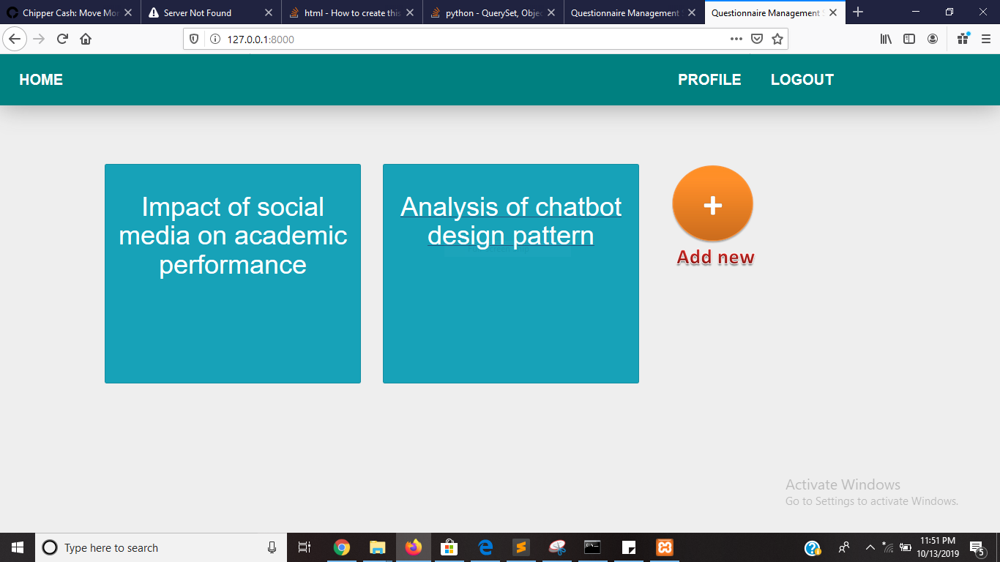 Chipper Cash: Move Mor
Server Not Found
html - How to create this
python - QuerySet, Objec
Questionnaire Management S
Questionnaire Management S
127.0.0.1:8000
HOME
PROFILE
LOGOUT
Impact of social
media on academic
performance
Analysis of chatbot
design pattern
+
Add new
Activate Windows
Go to Settings to activate Windows.
Type here to search
11:51 PM
10/13/2019
5